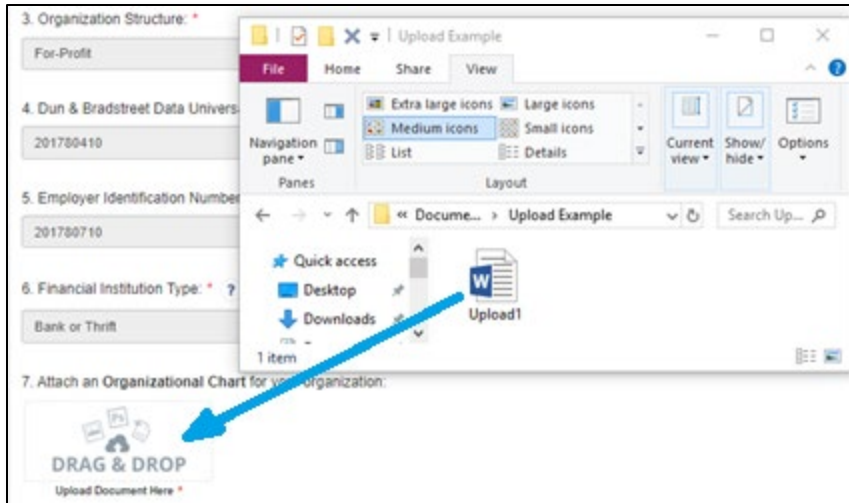 3. Organization Structure: *
For-Profit
4. Dun & Bradstreet Data Univers
201780410
5. Employer Identification Number
201780710
6. Financial Institution Type: * ?
Bank or Thrift
7. Attach an Organizational Chart for your organization:
DRAG & DROP
Upload Document Here *
Upload Example
File Home Share View
Navigation pane
Extra large icons Large icons
Medium icons Small icons
List Details
Current view
Show/ hide
Options
Panes
Layout
« Docume... > Upload Example
Search Up...
Quick access
Desktop
Downloads
Upload1
1 item
Ps
W